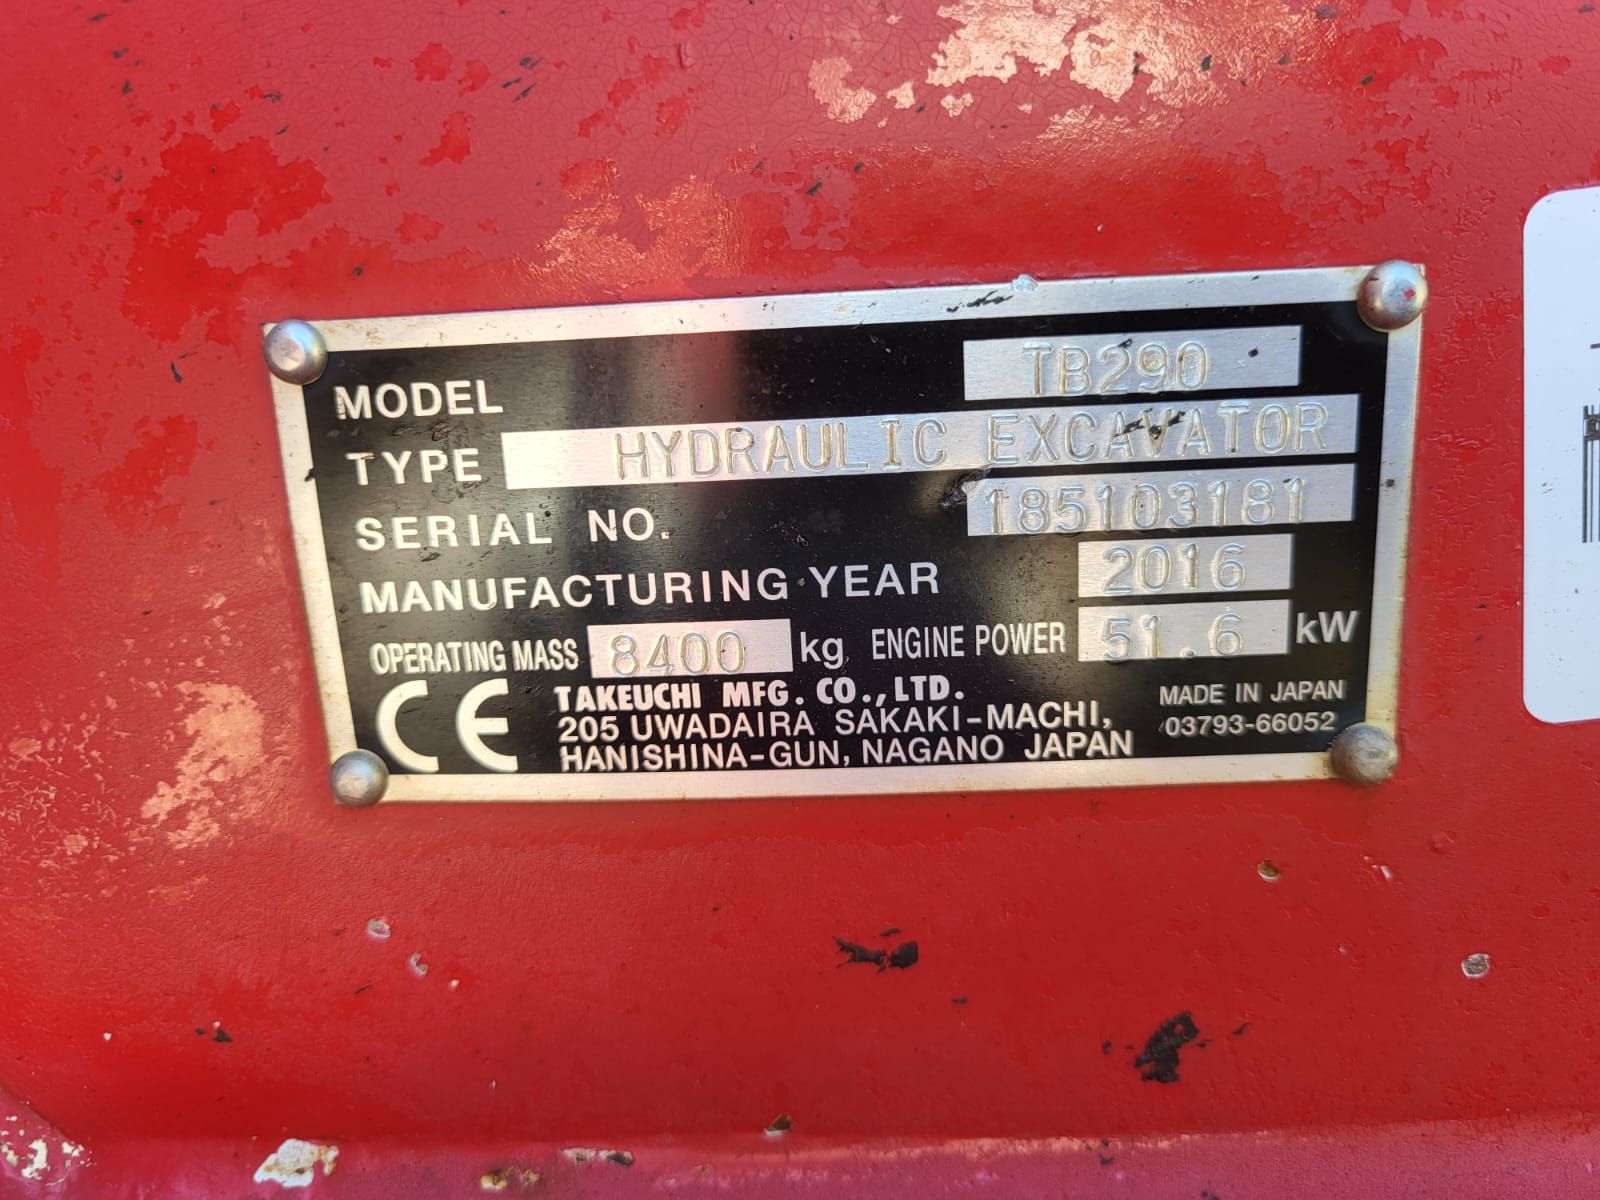 MODEL TB290
TYPE HYDRAULIC EXCAVATOR
SERIAL NO. 185103181
MANUFACTURING YEAR 2016
OPERATING MASS 8400 kg ENGINE POWER 51.6 kW
CE TAKEUCHI MFG. CO.,LTD.
205 UWADAIRA SAKAKI-MACHI,
HANISHINA-GUN, NAGANO JAPAN
MADE IN JAPAN
03793-66052